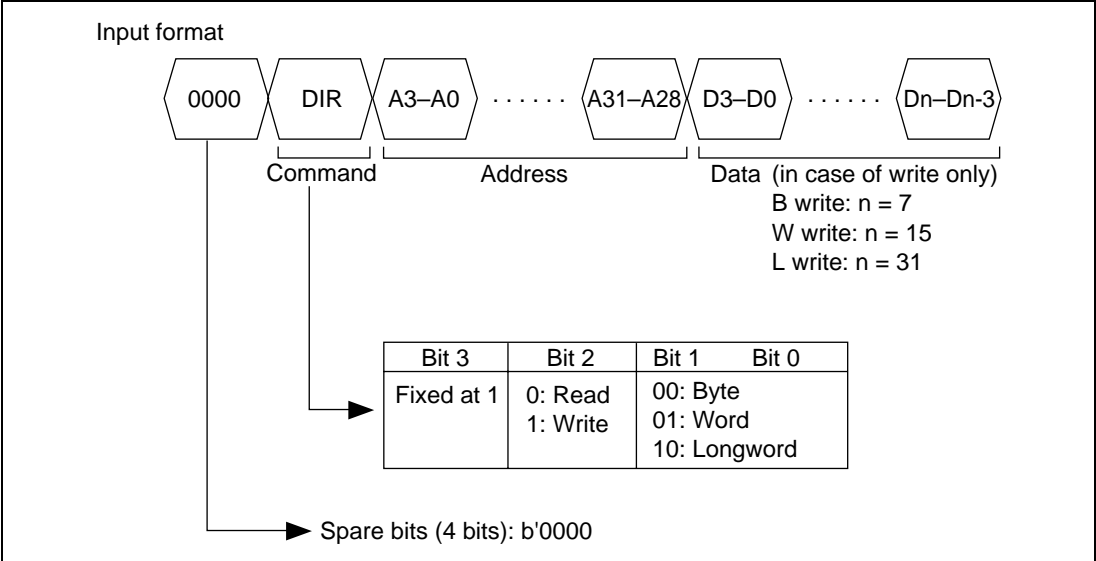 Input format
0000 DIR A3–A0 ...... A31–A28 D3–D0 ...... Dn–Dn-3
Command Address Data (in case of write only)
B write: n = 7
W write: n = 15
L write: n = 31
Bit 3 Bit 2 Bit 1 Bit 0
Fixed at 1 0: Read 00: Byte
1: Write 01: Word
10: Longword
Spare bits (4 bits): b'0000